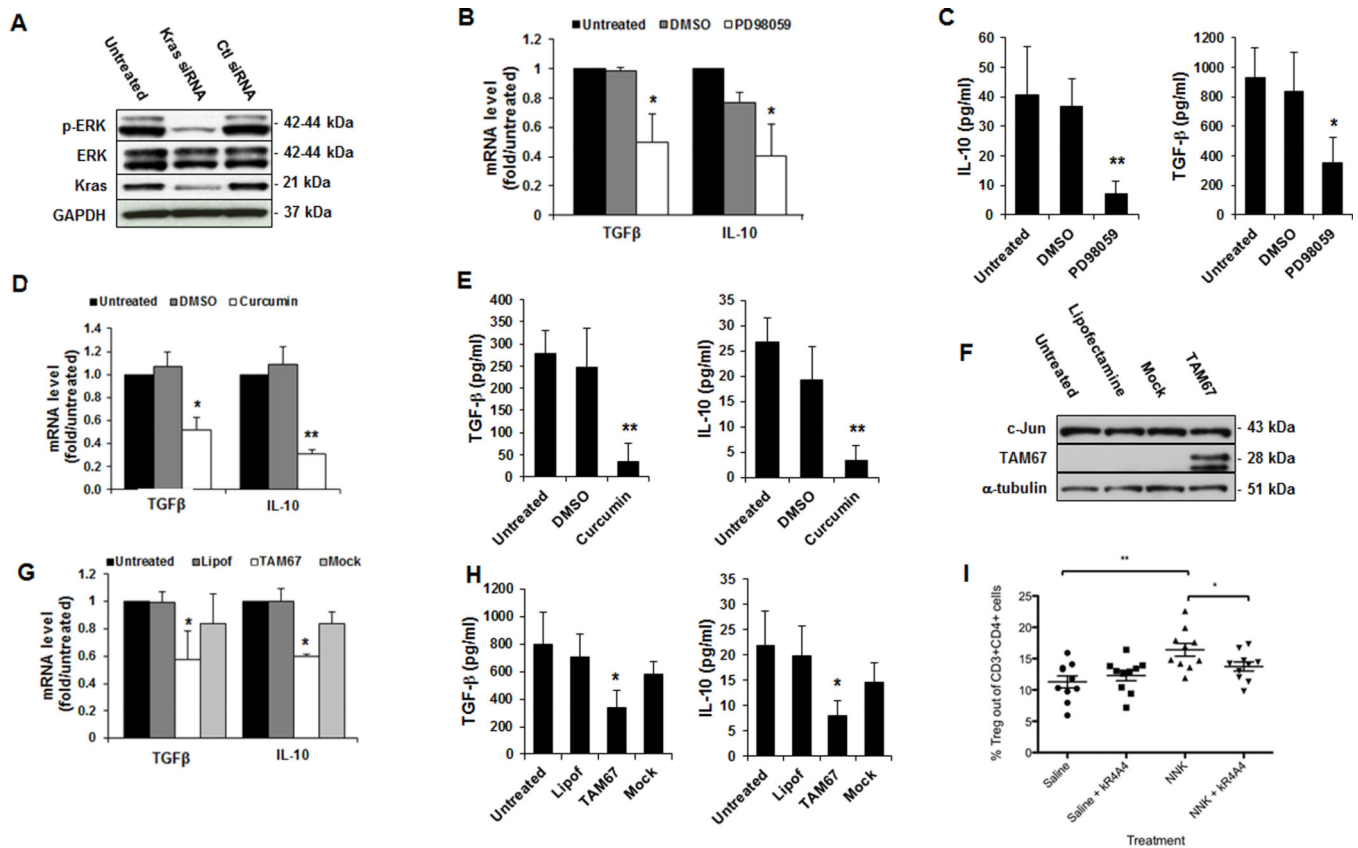 A
Untreated
Kras siRNA
Ctl siRNA
p-ERK
- 42-44 kDa
ERK
- 42-44 kDa
Kras
- 21 kDa
GAPDH
- 37 kDa
B
Untreated DMSO PD98059
mRNA level
(fold/untreated)
1.2
1
0.8
0.6
0.4
0.2
0
*
*
TGFβ IL-10
C
IL-10 (pg/ml)
60
50
40
30
20
10
0
**
Untreated
DMSO
PD98059
TGF-β (pg/ml)
1200
1000
800
600
400
200
0
*
Untreated
DMSO
PD98059
D
Untreated DMSO Curcumin
mRNA level
(fold/untreated)
1.4
1.2
1.0
0.8
0.6
0.4
0.2
0.0
*
**
TGFβ IL-10
E
TGF-β (pg/ml)
400
350
300
250
200
150
100
50
0
**
Untreated
DMSO
Curcumin
IL-10 (pg/ml)
35
30
25
20
15
10
5
0
**
Untreated
DMSO
Curcumin
F
Untreated
Lipofectamine
Mock
TAM67
c-Jun
- 43 kDa
TAM67
- 28 kDa
α-tubulin
- 51 kDa
G
Untreated Lipof TAM67 Mock
mRNA level
(fold/untreated)
1.2
1
0.8
0.6
0.4
0.2
0
*
*
TGFβ IL-10
H
TGF-β (pg/ml)
1200
1000
800
600
400
200
0
*
Untreated
Lipof
TAM67
Mock
IL-10 (pg/ml)
35
30
25
20
15
10
5
0
*
Untreated
Lipof
TAM67
Mock
I
**
*
% Treg out of CD3+CD4+ cells
25
20
15
10
5
0
Saline
Saline + kR4A4
NNK
NNK + kR4A4
Treatment